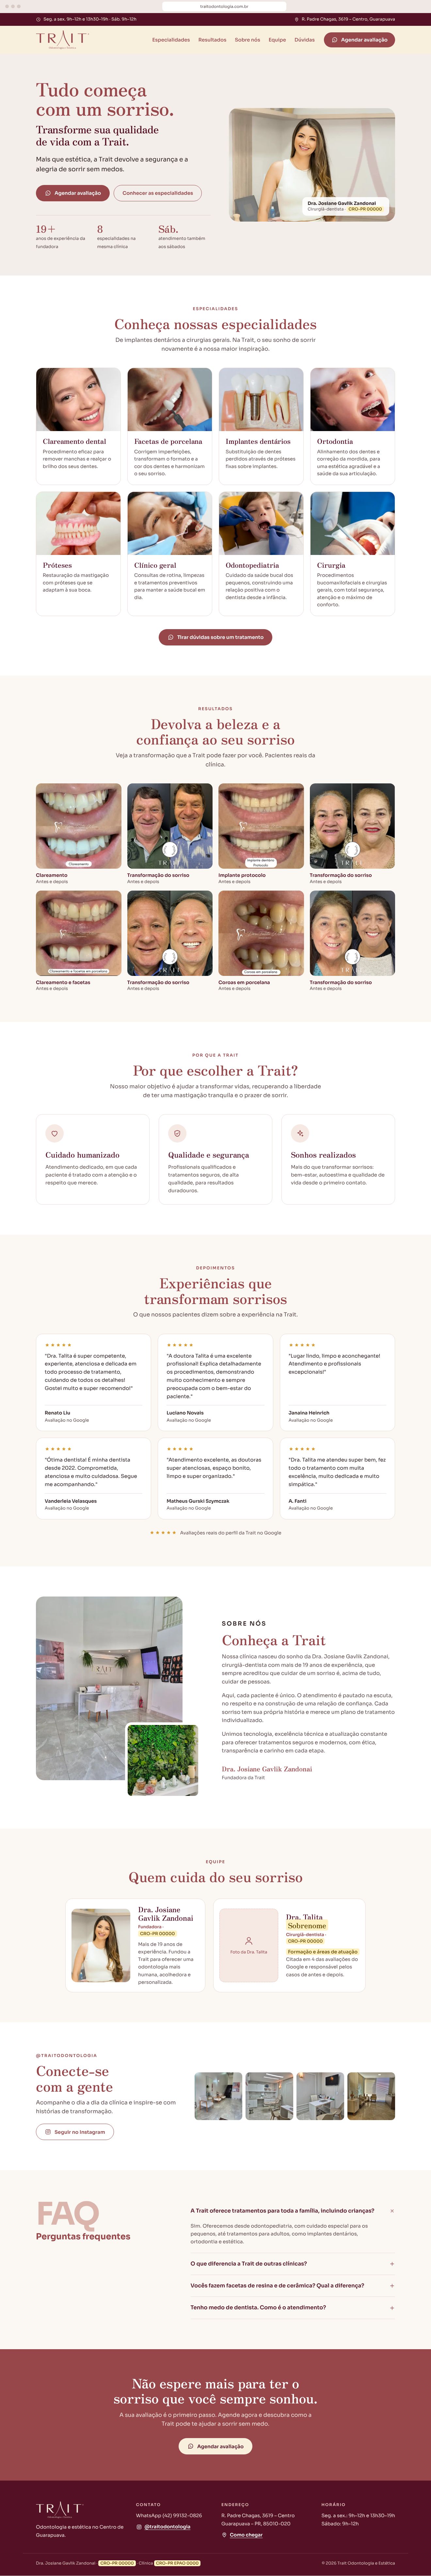 traitodontologia.com.br
Seg. a sex. 9h–12h e 13h30–19h · Sáb. 9h–12h
R. Padre Chagas, 3619 – Centro, Guarapuava
TRAIT
Especialidades
Resultados
Sobre nós
Equipe
Dúvidas
Agendar avaliação
Tudo começa
com um sorriso.
Transforme sua qualidade
de vida com a Trait.
Mais que estética, a Trait devolve a segurança e a
alegria de sorrir sem medos.
Agendar avaliação
Conhecer as especialidades
19+
anos de experiência da
fundadora
8
especialidades na
mesma clínica
Sáb.
atendimento também
aos sábados
Dra. Josiane Gavlik Zandonai
Cirurgiã-dentista · CRO-PR 00000
ESPECIALIDADES
Conheça nossas especialidades
De implantes dentários a cirurgias gerais. Na Trait, o seu sonho de sorrir
novamente é a nossa maior inspiração.
Clareamento dental
Procedimento eficaz para
remover manchas e realçar o
brilho dos seus dentes.
Facetas de porcelana
Corrigem imperfeições,
transformam o formato e a
cor dos dentes e harmonizam
o seu sorriso.
Implantes dentários
Substituição de dentes
perdidos através de próteses
fixas sobre implantes.
Ortodontia
Alinhamento dos dentes e
correção da mordida, para
uma estética agradável e a
saúde da sua articulação.
Próteses
Restauração da mastigação
com próteses que se
adaptam à sua boca.
Clínico geral
Consultas de rotina, limpezas
e tratamentos preventivos
para manter a saúde bucal em
dia.
Odontopediatria
Cuidado da saúde bucal dos
pequenos, construindo uma
relação positiva com o
dentista desde a infância.
Cirurgia
Procedimentos
bucomaxilofaciais e cirurgias
gerais, com total segurança,
atenção e o máximo de
conforto.
Tirar dúvidas sobre um tratamento
RESULTADOS
Devolva a beleza e a
confiança ao seu sorriso
Veja a transformação que a Trait pode fazer por você. Pacientes reais da
clínica.
Clareamento
TRAIT
Implante dentário
Protocolo
TRAIT
Clareamento
Antes e depois
Transformação do sorriso
Antes e depois
Implante protocolo
Antes e depois
Transformação do sorriso
Antes e depois
Clareamento e facetas em porcelana
TRAIT
Coroas em porcelana
TRAIT
Clareamento e facetas
Antes e depois
Transformação do sorriso
Antes e depois
Coroas em porcelana
Antes e depois
Transformação do sorriso
Antes e depois
POR QUE A TRAIT
Por que escolher a Trait?
Nosso maior objetivo é ajudar a transformar vidas, recuperando a liberdade
de ter uma mastigação tranquila e o prazer de sorrir.
Cuidado humanizado
Atendimento dedicado, em que cada
paciente é tratado com a atenção e o
respeito que merece.
Qualidade e segurança
Profissionais qualificados e
tratamentos seguros, de alta
qualidade, para resultados
duradouros.
Sonhos realizados
Mais do que transformar sorrisos:
bem-estar, autoestima e qualidade de
vida desde o primeiro contato.
DEPOIMENTOS
Experiências que
transformam sorrisos
O que nossos pacientes dizem sobre a experiência na Trait.
★★★★★
"Dra. Talita é super competente,
experiente, atenciosa e delicada em
todo processo de tratamento,
cuidando de todos os detalhes!
Gostei muito e super recomendo!"
Renato Liu
Avaliação no Google
★★★★★
"A doutora Talita é uma excelente
profissional! Explica detalhadamente
os procedimentos, demonstrando
muito conhecimento e sempre
preocupada com o bem-estar do
paciente."
Luciano Novais
Avaliação no Google
★★★★★
"Lugar lindo, limpo e aconchegante!
Atendimento e profissionais
excepcionais!"
Janaina Heinrich
Avaliação no Google
★★★★★
"Ótima dentista! É minha dentista
desde 2022. Comprometida,
atenciosa e muito cuidadosa. Segue
me acompanhando."
Vanderleia Velasques
Avaliação no Google
★★★★★
"Atendimento excelente, as doutoras
super atenciosas, espaço bonito,
limpo e super organizado."
Matheus Gurski Szymczak
Avaliação no Google
★★★★★
"Dra. Talita me atendeu super bem, fez
todo o tratamento com muita
excelência, muito dedicada e muito
simpática."
A. Fanti
Avaliação no Google
★★★★★ Avaliações reais do perfil da Trait no Google
TRAIT
SOBRE NÓS
Conheça a Trait
Nossa clínica nasceu do sonho da Dra. Josiane Gavlik Zandonai,
cirurgiã-dentista com mais de 19 anos de experiência, que
sempre acreditou que cuidar de um sorriso é, acima de tudo,
cuidar de pessoas.
Aqui, cada paciente é único. O atendimento é pautado na escuta,
no respeito e na construção de uma relação de confiança. Cada
sorriso tem sua própria história e merece um plano de tratamento
individualizado.
Unimos tecnologia, excelência técnica e atualização constante
para oferecer tratamentos seguros e modernos, com ética,
transparência e carinho em cada etapa.
Dra. Josiane Gavlik Zandonai
Fundadora da Trait
EQUIPE
Quem cuida do seu sorriso
Dra. Josiane
Gavlik Zandonai
Fundadora ·
CRO-PR 00000
Mais de 19 anos de
experiência. Fundou a
Trait para oferecer uma
odontologia mais
humana, acolhedora e
personalizada.
Foto da Dra. Talita
Dra. Talita
Sobrenome
Cirurgiã-dentista ·
CRO-PR 00000
Formação e áreas de atuação
Citada em 4 das avaliações do
Google e responsável pelos
casos de antes e depois.
@TRAITODONTOLOGIA
Conecte-se
com a gente
Acompanhe o dia a dia da clínica e inspire-se com
histórias de transformação.
Seguir no Instagram
FAQ
Perguntas frequentes
A Trait oferece tratamentos para toda a família, incluindo crianças?
Sim. Oferecemos desde odontopediatria, com cuidado especial para os
pequenos, até tratamentos para adultos, como implantes dentários,
ortodontia e estética.
O que diferencia a Trait de outras clínicas?
Vocês fazem facetas de resina e de cerâmica? Qual a diferença?
Tenho medo de dentista. Como é o atendimento?
Não espere mais para ter o
sorriso que você sempre sonhou.
A sua avaliação é o primeiro passo. Agende agora e descubra como a
Trait pode te ajudar a sorrir sem medo.
Agendar avaliação
TRAIT
Odontologia e estética no Centro de
Guarapuava.
CONTATO
WhatsApp (42) 99132-0826
@traitodontologia
ENDEREÇO
R. Padre Chagas, 3619 – Centro
Guarapuava – PR, 85010-020
Como chegar
HORÁRIO
Seg. a sex.: 9h–12h e 13h30–19h
Sábado: 9h–12h
Dra. Josiane Gavlik Zandonai · CRO-PR 00000 · Clínica CRO-PR EPAO 0000
© 2026 Trait Odontologia e Estética